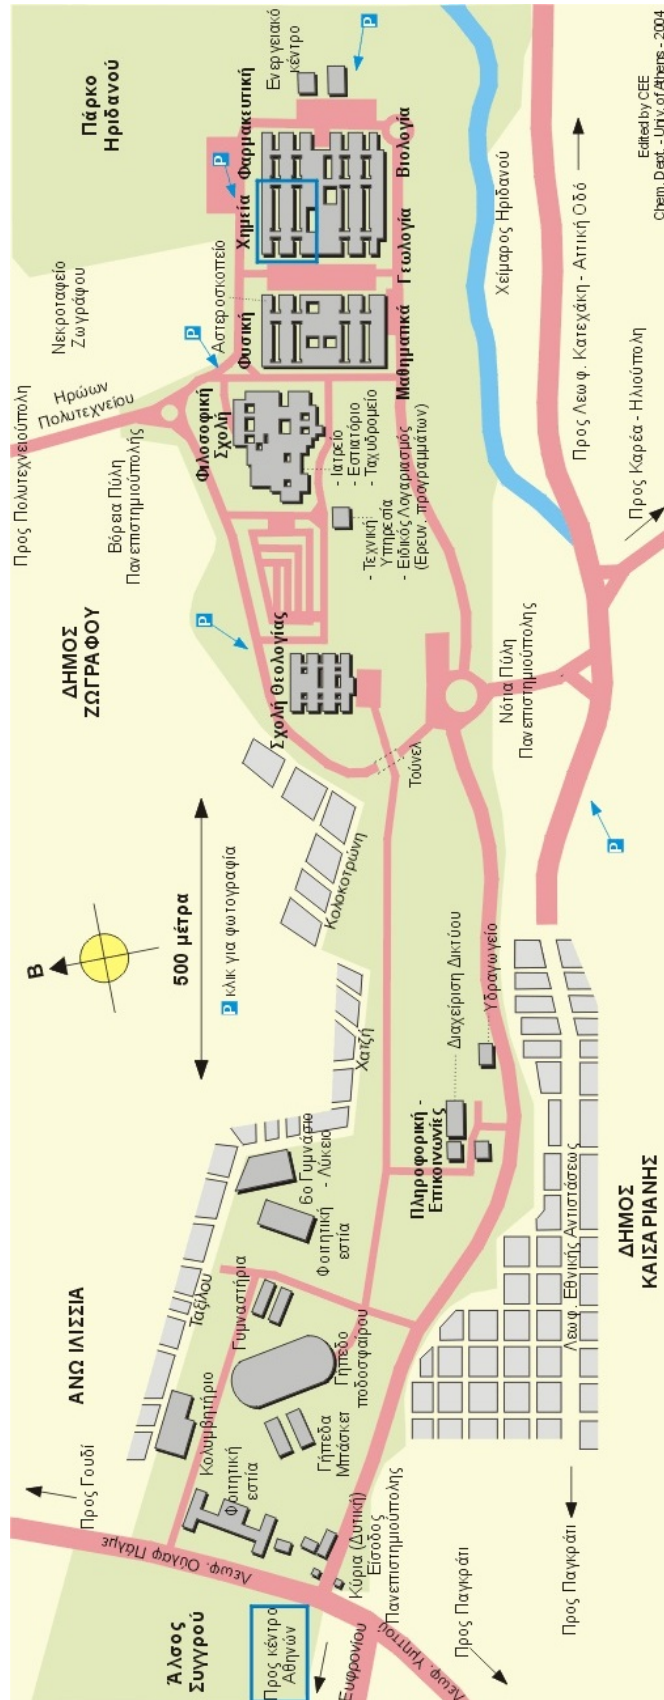 Άλσος
Συγγρού
Προς κέντρο
Αθηνών
Ευφρονίου
Λεωφ. Υμηττού
Προς Παγκράτι
Προς Παγκράτι
Προς Γουδί
Λεωφ. Ούλαφ Πάλμε
ΑΝΩ ΙΛΙΣΣΙΑ
Κύρια (Δυτική)
Είσοδος
Πανεπιστημιούπολης
Φοιτητική
εστία
Κολυμβητήριο
Γήπεδα
Μπάσκετ
Γήπεδο
ποδοσφαίρου
Γυμναστήρια
Ταξίλου
Φοιτητική
εστία
6ο Γυμνάσιο
- Λύκειο
Χατζή
Κολοκοτρώνη
Β
500 μέτρα
P κλικ για φωτογραφία
Πληροφορική -
Επικοινωνίες
Διαχείριση Δικτύου
Υδραγωγείο
Λεωφ. Εθνικής Αντιστάσεως
ΔΗΜΟΣ
ΚΑΙΣΑΡΙΑΝΗΣ
ΔΗΜΟΣ
ΖΩΓΡΑΦΟΥ
P
Σχολή Θεολογίας
Τούνελ
Νότια Πύλη
Πανεπιστημιούπολης
P
Προς Πολυτεχνειούπολη
Βόρεια Πύλη
Πανεπιστημιούπολής
Ηρώων
Πολυτεχνείου
P
Φιλοσοφική
Σχολή
- Ιατρείο
- Εστιατόριο
- Ταχυδρομείο
- Τεχνική
Υπηρεσία
- Ειδικός Λογαριασμός
(Ερευν. προγραμμάτων)
Νεκροταφείο
Ζωγράφου
Αστεροσκοπείο
Φυσική
Μαθηματικά
Χημεία
Γεωλογία
Φαρμακευτική
Βιολογία
P
Ενεργειακό
κέντρο
P
Πάρκο
Ηριδανού
Χείμαρος Ηριδανού
Προς Λεωφ. Κατεχάκη - Αττική Οδό
Προς Καρέα - Ηλιούπολη
Edited by CEE
Chem. Dept. - Univ. of Athens - 2004